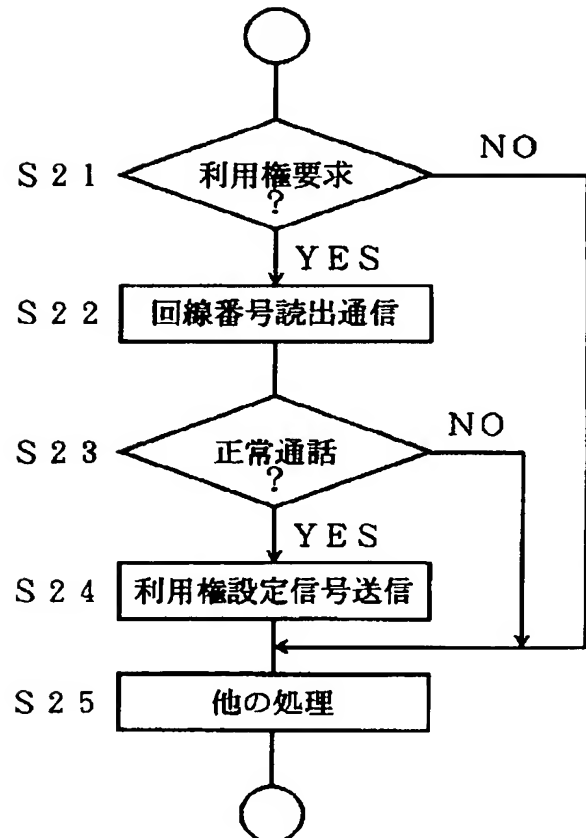 NO
S21
利用権要求
?
YES
S22
回線番号読出通信
NO
S23
正常通話
?
YES
S24
利用権設定信号送信
S25
他の処理